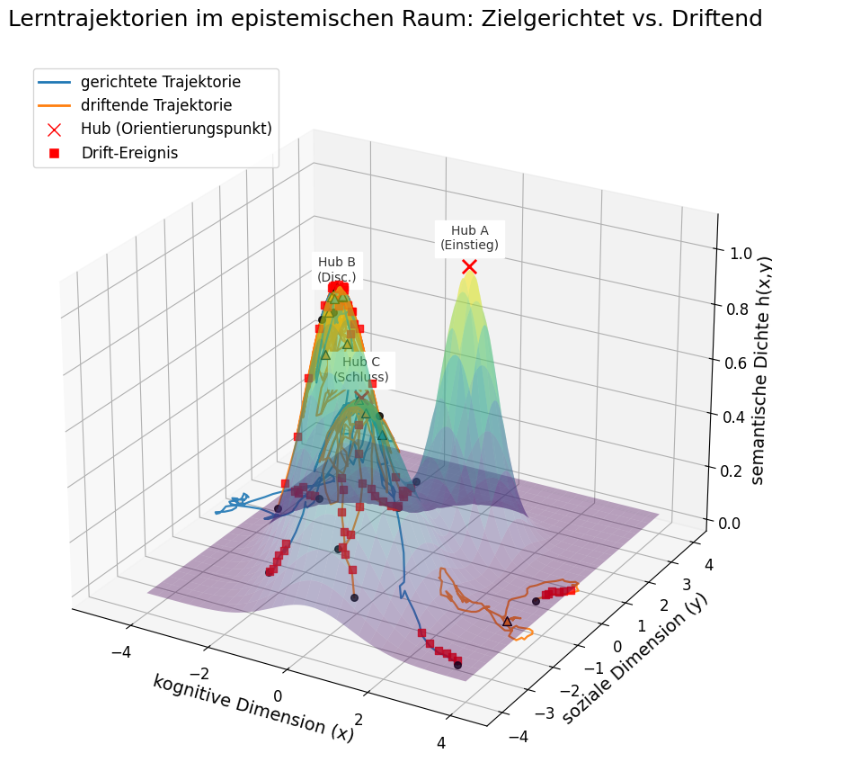 Lerntrajektorien im epistemischen Raum: Zielgerichtet vs. Driftend
gerichtete Trajektorie
driftende Trajektorie
Hub (Orientierungspunkt)
Drift-Ereignis
Hub A
(Einstieg)
Hub B
(Disc.)
Hub C
(Schluss)
1.0
0.8
0.6
0.4
0.2
0.0
semantische Dichte h(x,y)
4
3
2
1
0
−1
−2
−3
−4
soziale Dimension (y)
−4
−2
0
2
4
kognitive Dimension (x)